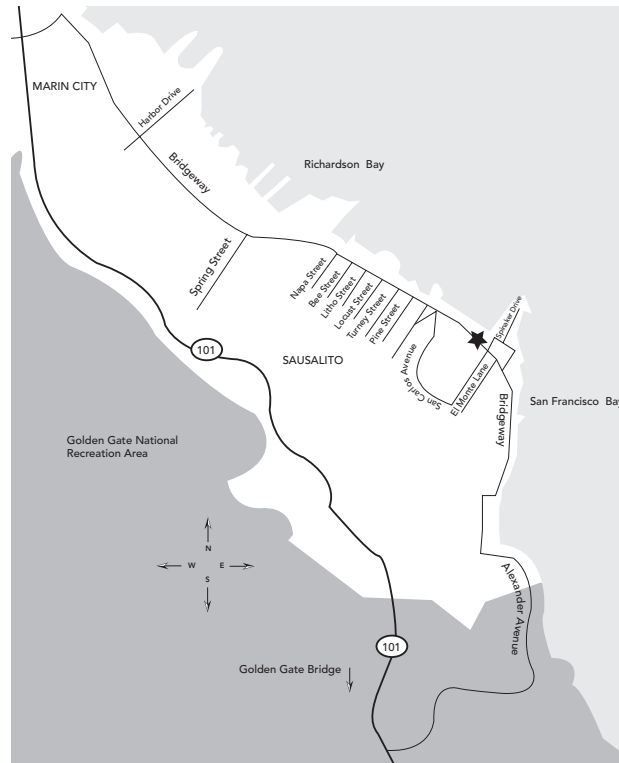 MARIN CITY
Harbor Drive
Bridgeway
Richardson Bay
Spring Street
Napa Street
Bee Street
Litho Street
Locust Street
Turney Street
Pine Street
Spinaker Drive
101
SAUSALITO
San Carlos Avenue
El Monte Lane
Bridgeway
San Francisco Bay
Golden Gate National
Recreation Area
N
W E
S
Alexander Avenue
101
Golden Gate Bridge